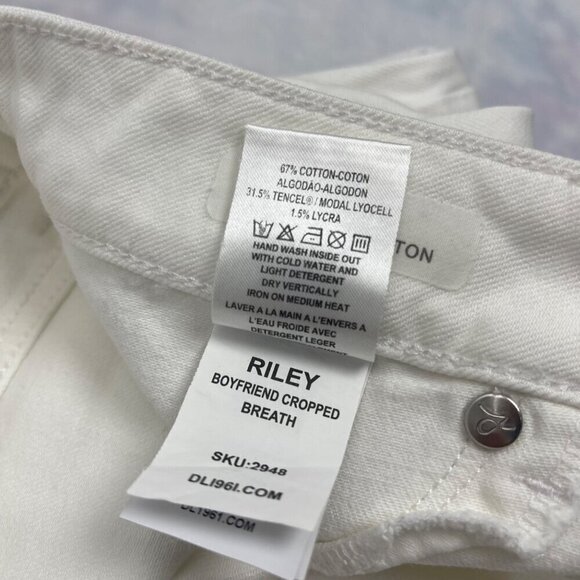 67% COTTON-COTON
ALGODÃO-ALGODON
31.5% TENCEL® / MODAL LYOCELL
1.5% LYCRA
HAND WASH INSIDE OUT
WITH COLD WATER AND
LIGHT DETERGENT
DRY VERTICALLY
IRON ON MEDIUM HEAT
LAVER A LA MAIN A L'ENVERS A
L'EAU FROIDE AVEC
DETERGENT LEGER
TTON
RILEY
BOYFRIEND CROPPED
BREATH
SKU:2948
DL1961.COM
DL1961.COM